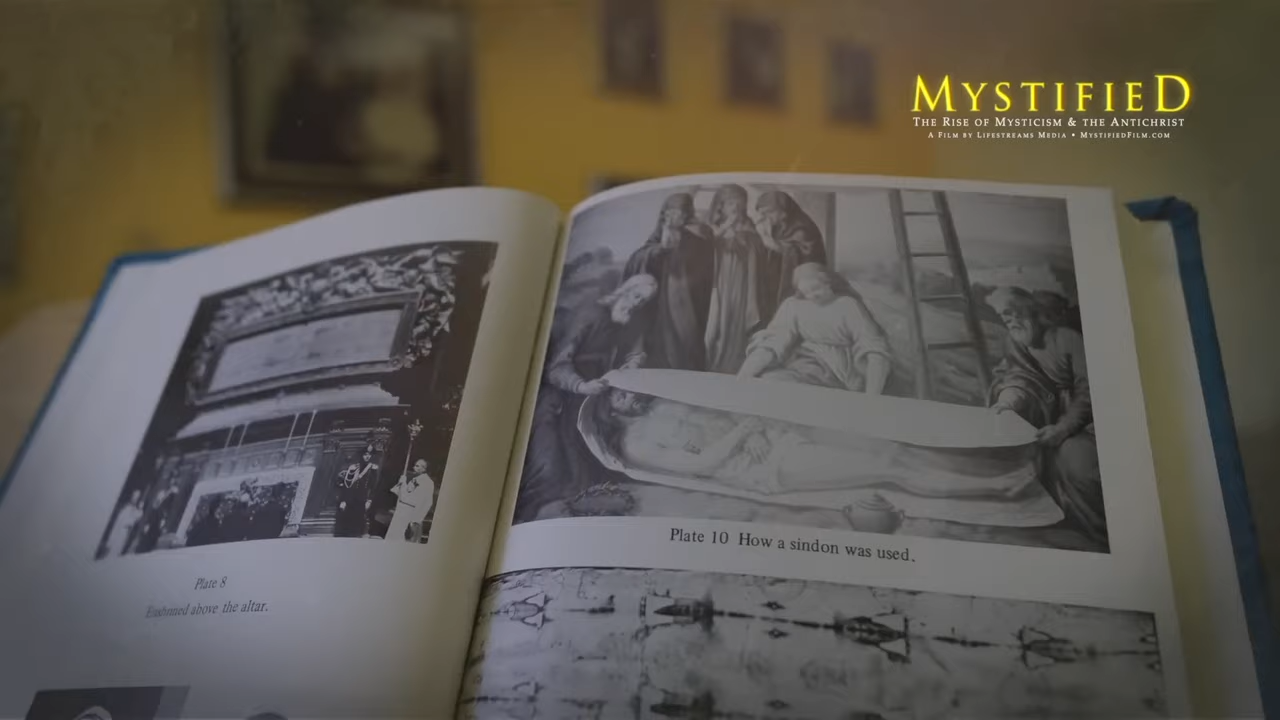 MYSTIFIED
THE RISE OF MYSTICISM & THE ANTICHRIST
A FILM BY LIFESTREAMS MEDIA • MYSTIFIEDFILM.COM
Plate 8
Enshrined above the altar.
Plate 10 How a sindon was used.